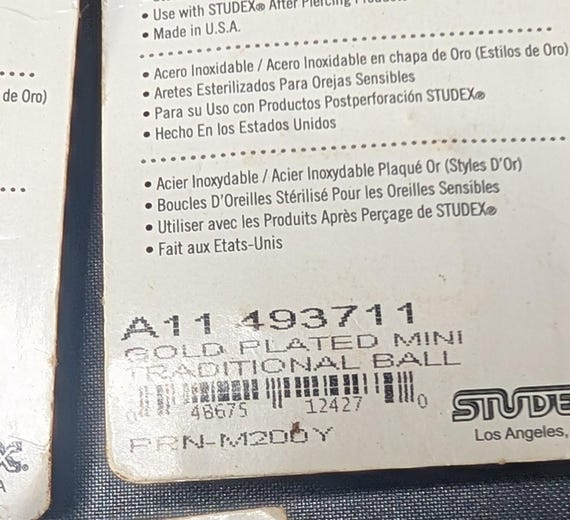 • Use with STUDEX® After Piercing
• Made in U.S.A.
• Acero Inoxidable / Acero Inoxidable en chapa de Oro (Estilos de Oro)
• Aretes Esterilizados Para Orejas Sensibles
• Para su Uso con Productos Postperforación STUDEX®
• Hecho En los Estados Unidos
• Acier Inoxydable / Acier Inoxydable Plaqué Or (Styles D'Or)
• Boucles D'Oreilles Stérilisé Pour les Oreilles Sensibles
• Utiliser avec les Produits Après Perçage de STUDEX®
• Fait aux Etats-Unis
A11 493711
GOLD PLATED MINI
TRADITIONAL BALL
0 48675 12427 0
PRN-M200Y
STUDE
Los Angeles,
de Oro)